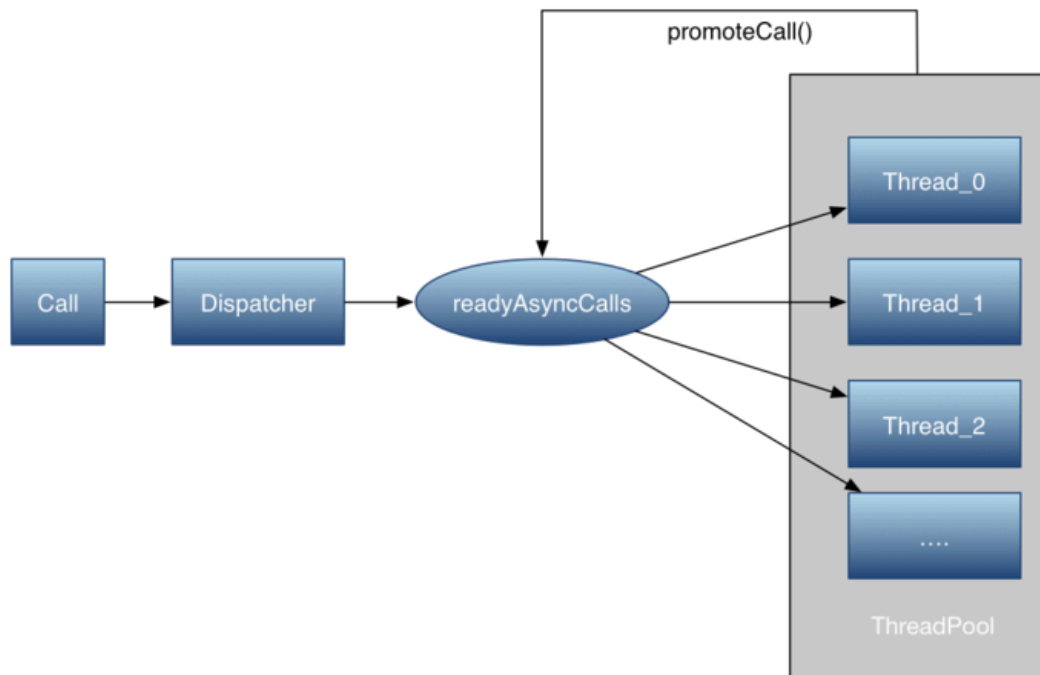 promoteCall()
Thread_0
Call
Dispatcher
readyAsyncCalls
Thread_1
Thread_2
....
ThreadPool